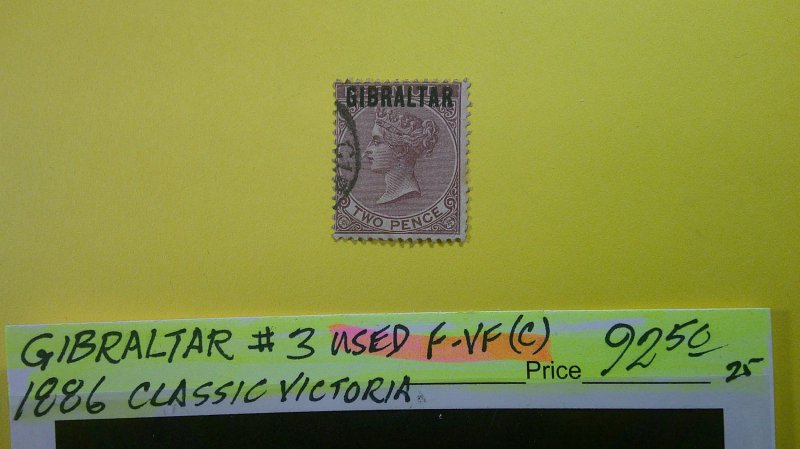 GIBRALTAR
TWO PENCE
GIBRALTAR # 3 USED F-VF (C) Price 92 50 25
1886 CLASSIC VICTORIA